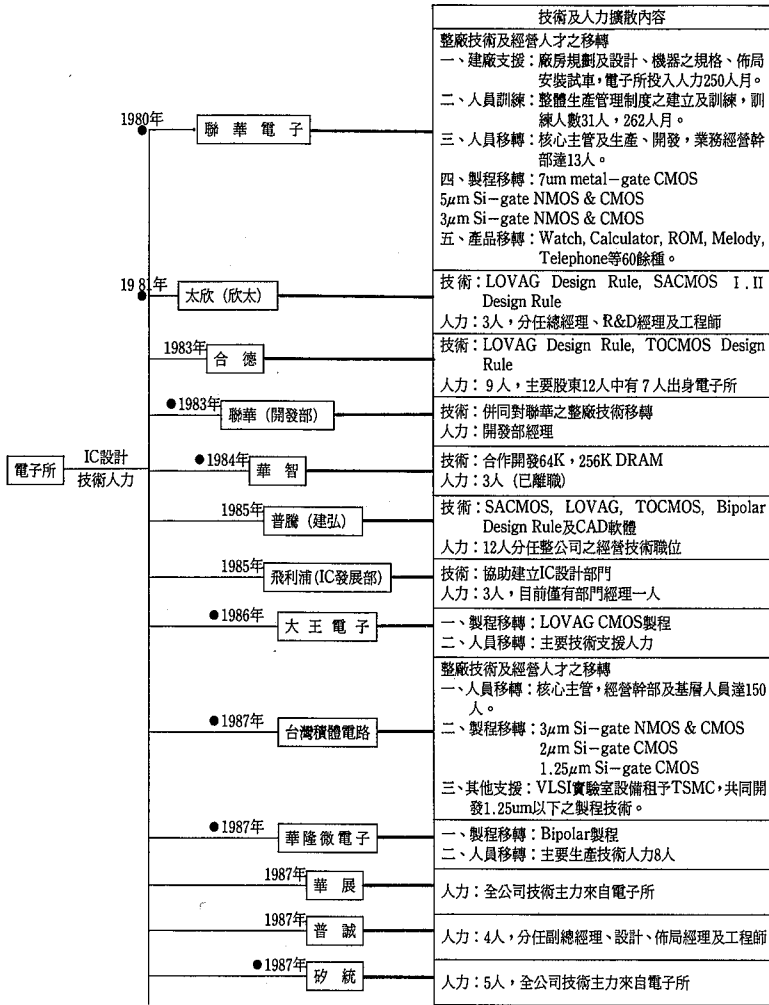 技術及人力擴散內容
1980年
聯華電子
整廠技術及經營人才之移轉
一、建廠支援：廠房規劃及設計、機器之規格、佈局
安裝試車，電子所投入人力250人月。
二、人員訓練：整體生產管理制度之建立及訓練，訓
練人數31人，262人月。
三、人員移轉：核心主管及生產、開發，業務經營幹
部達13人。
四、製程移轉：7um metal-gate CMOS
5μm Si-gate NMOS & CMOS
3μm Si-gate NMOS & CMOS
五、產品移轉：Watch, Calculator, ROM, Melody,
Telephone等60餘種。
1981年
太欣（欣太）
技術：LOVAG Design Rule, SACMOS I.II
Design Rule
人力：3人，分任總經理、R&D經理及工程師
1983年
合德
技術：LOVAG Design Rule, TOCMOS Design
Rule
人力：9人，主要股東12人中有7人出身電子所
1983年
聯華（開發部）
技術：併同對聯華之整廠技術移轉
人力：開發部經理
電子所
IC設計
技術人力
1984年
華智
技術：合作開發64K，256K DRAM
人力：3人（已離職）
1985年
普騰（建弘）
技術：SACMOS, LOVAG, TOCMOS, Bipolar
Design Rule及CAD軟體
人力：12人分任整公司之經營技術職位
1985年
飛利浦(IC發展部)
技術：協助建立IC設計部門
人力：3人，目前僅有部門經理一人
1986年
大王電子
一、製程移轉：LOVAG CMOS製程
二、人員移轉：主要技術支援人力
1987年
台灣積體電路
整廠技術及經營人才之移轉
一、人員移轉：核心主管，經營幹部及基層人員達150
人。
二、製程移轉：3μm Si-gate NMOS & CMOS
2μm Si-gate CMOS
1.25μm Si-gate CMOS
三、其他支援：VLSI實驗室設備租予TSMC，共同開
發1.25um以下之製程技術。
1987年
華隆微電子
一、製程移轉：Bipolar製程
二、人員移轉：主要生產技術人力8人
1987年
華展
人力：全公司技術主力來自電子所
1987年
普誠
人力：4人，分任副總經理、設計、佈局經理及工程師
1987年
矽統
人力：5人，全公司技術主力來自電子所